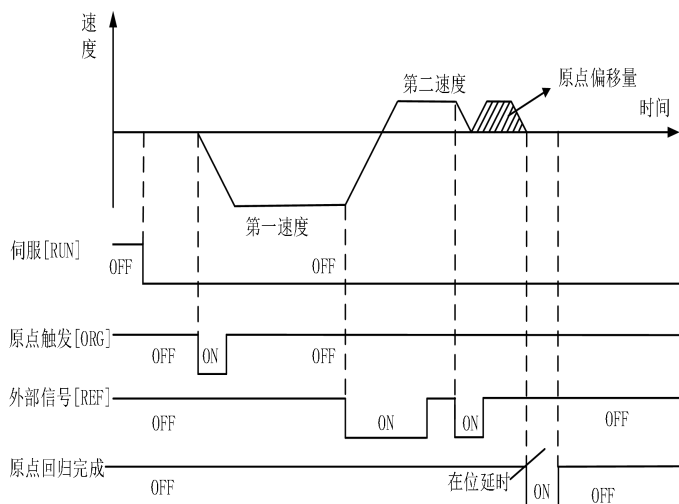 速
度
第二速度
原点偏移量
时间
第一速度
伺服[RUN]
OFF
OFF
原点触发[ORG]
OFF
ON
OFF
外部信号[REF]
OFF
ON
ON
OFF
原点回归完成
在位延时
OFF
ON
OFF